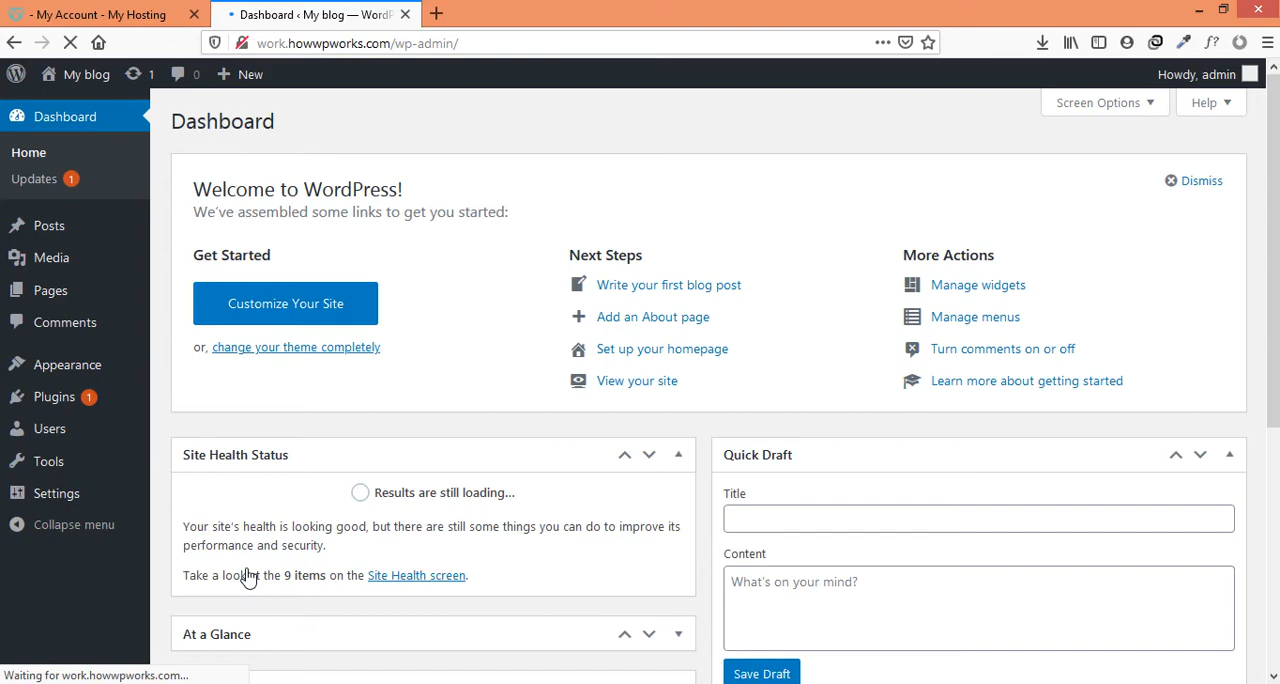 - My Account - My Hosting
Dashboard ‹ My blog — WordP
work.howwpworks.com/wp-admin/
My blog 1 0 New
Howdy, admin
Dashboard
Home
Updates 1
Posts
Media
Pages
Comments
Appearance
Plugins 1
Users
Tools
Settings
Collapse menu
Screen Options
Help
Dashboard
Welcome to WordPress!
We've assembled some links to get you started:
Dismiss
Get Started
Customize Your Site
or, change your theme completely
Next Steps
Write your first blog post
Add an About page
Set up your homepage
View your site
More Actions
Manage widgets
Manage menus
Turn comments on or off
Learn more about getting started
Site Health Status
Results are still loading...
Your site's health is looking good, but there are still some things you can do to improve its
performance and security.
Take a look at the 9 items on the Site Health screen.
At a Glance
Quick Draft
Title
Content
What's on your mind?
Save Draft
Waiting for work.howwpworks.com...